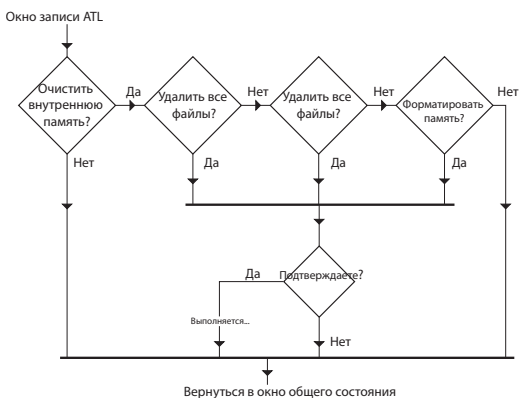 Окно записи ATL
Очистить
внутреннюю
память?
Да
Удалить все
файлы?
Нет
Удалить все
файлы?
Нет
Форматировать
память?
Нет
Нет
Да
Да
Да
Подтверждаете?
Да
Выполняется...
Нет
Вернуться в окно общего состояния